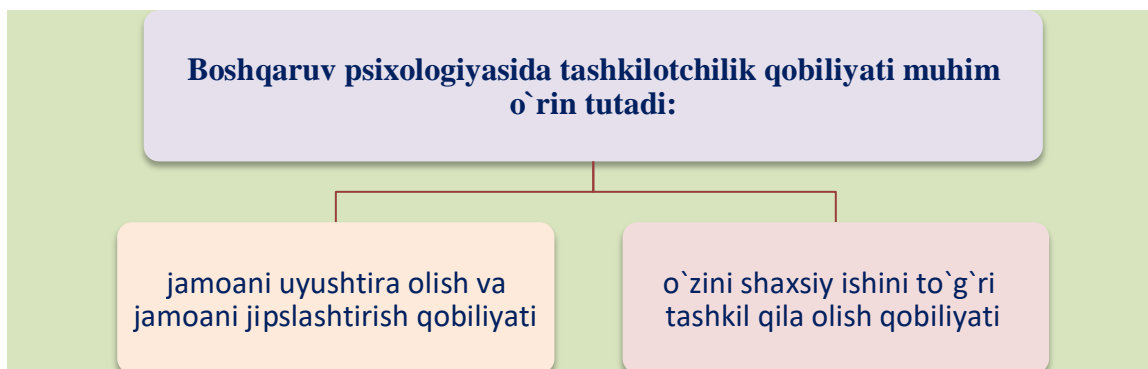 Boshqaruv psixologiyasida tashkilotchilik qobiliyati muhim
o`rin tutadi:
jamoani uyushtira olish va
jamoani jipslashtirish qobiliyati
o`zini shaxsiy ishini to`g`ri
tashkil qila olish qobiliyati